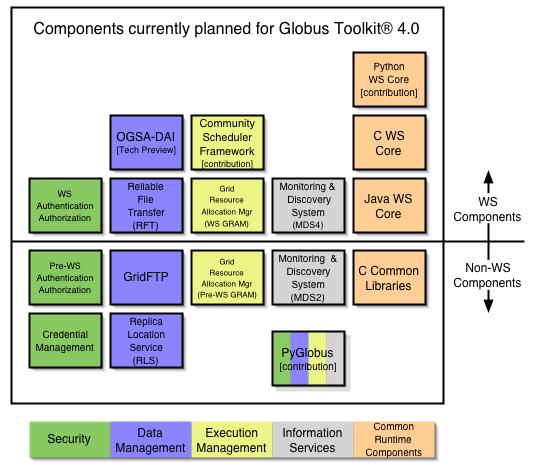 Components currently planned for Globus Toolkit® 4.0
Python
WS Core
[contribution]
OGSA-DAI
[Tech Preview]
Community
Scheduler
Framework
[contribution]
C WS
Core
WS
Authentication
Authorization
Reliable
File
Transfer
(RFT)
Grid
Resource
Allocation Mgr
(WS GRAM)
Monitoring &
Discovery
System
(MDS4)
Java WS
Core
WS
Components
Pre-WS
Authentication
Authorization
GridFTP
Grid
Resource
Allocation Mgr
(Pre-WS GRAM)
Monitoring &
Discovery
System
(MDS2)
C Common
Libraries
Non-WS
Components
Credential
Management
Replica
Location
Service
(RLS)
PyGlobus
[contribution]
Security
Data
Management
Execution
Management
Information
Services
Common
Runtime
Components